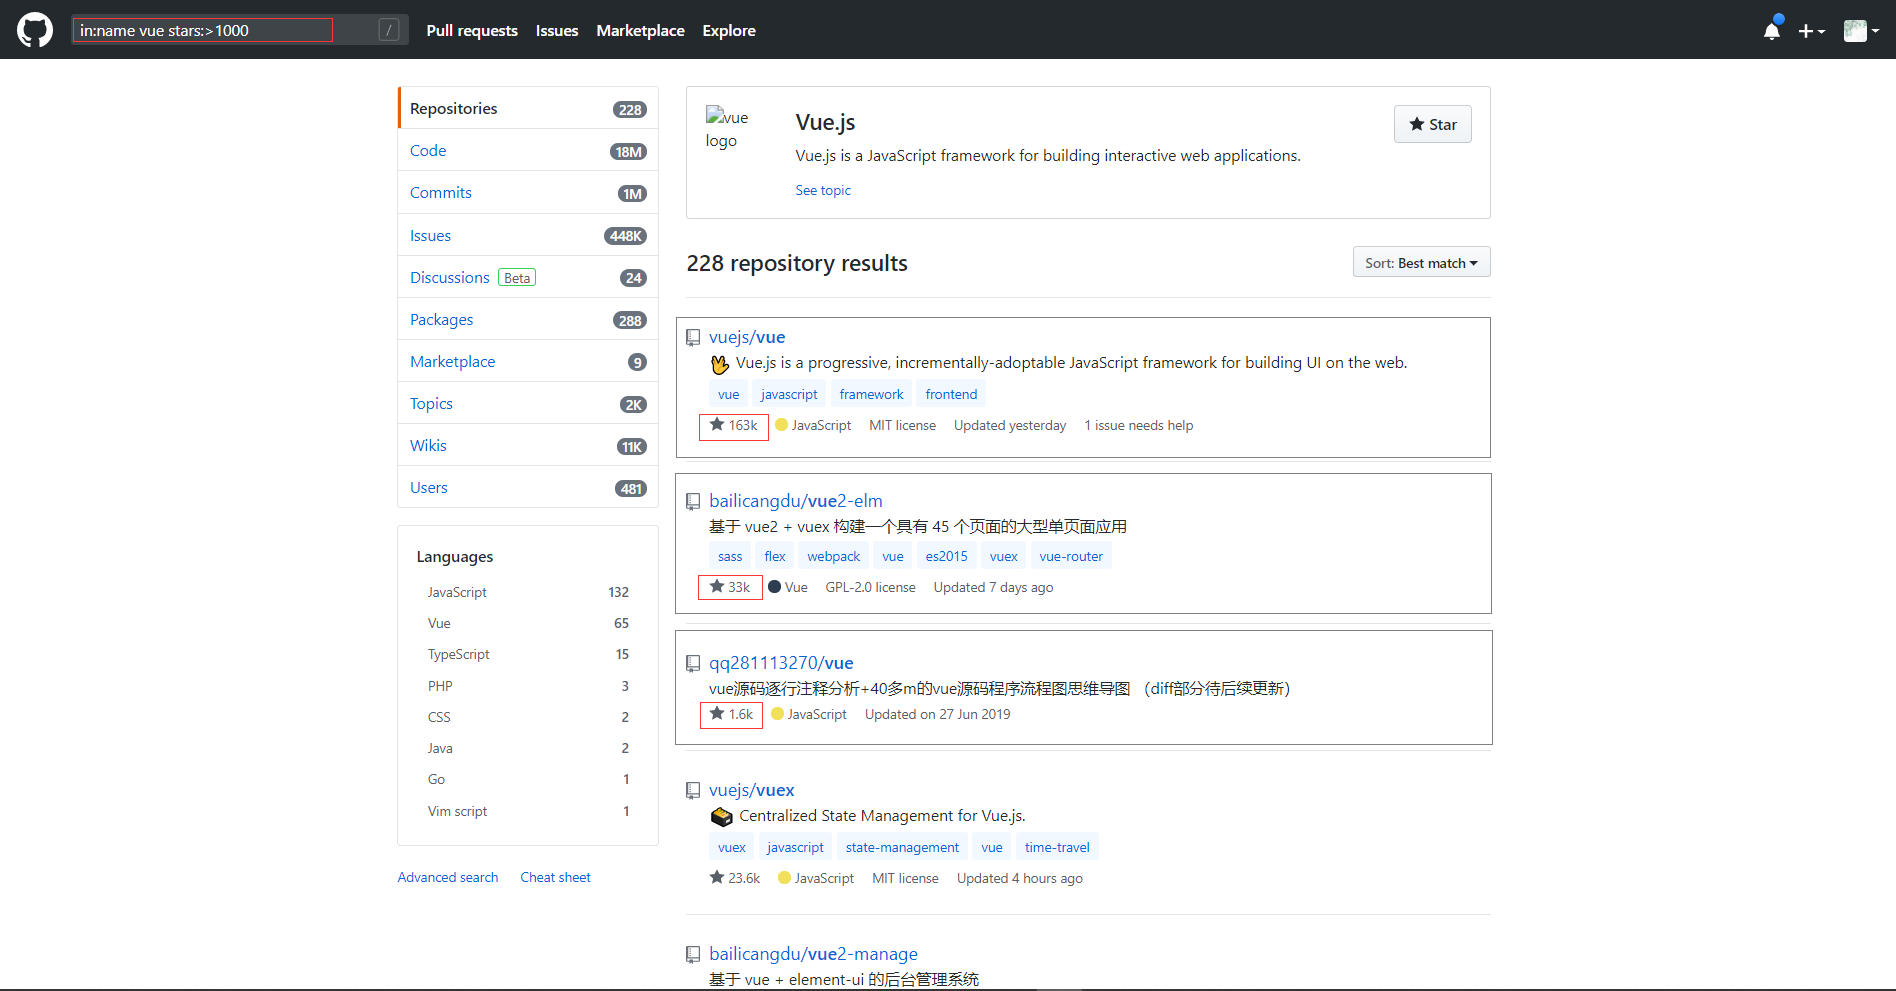 in:name vue stars:>1000
/
Pull requests Issues Marketplace Explore
Repositories 228
Code 18M
Commits 1M
Issues 448K
Discussions Beta 24
Packages 288
Marketplace 9
Topics 2K
Wikis 11K
Users 481
Languages
JavaScript 132
Vue 65
TypeScript 15
PHP 3
CSS 2
Java 2
Go 1
Vim script 1
Advanced search Cheat sheet
vue logo
Vue.js
Star
Vue.js is a JavaScript framework for building interactive web applications.
See topic
228 repository results
Sort: Best match
vuejs/vue
Vue.js is a progressive, incrementally-adoptable JavaScript framework for building UI on the web.
vue javascript framework frontend
163k JavaScript MIT license Updated yesterday 1 issue needs help
bailicangdu/vue2-elm
基于 vue2 + vuex 构建一个具有 45 个页面的大型单页面应用
sass flex webpack vue es2015 vuex vue-router
33k Vue GPL-2.0 license Updated 7 days ago
qq281113270/vue
vue源码逐行注释分析+40多m的vue源码程序流程图思维导图 （diff部分待后续更新）
1.6k JavaScript Updated on 27 Jun 2019
vuejs/vuex
Centralized State Management for Vue.js.
vuex javascript state-management vue time-travel
23.6k JavaScript MIT license Updated 4 hours ago
bailicangdu/vue2-manage
基于 vue + element-ui 的后台管理系统